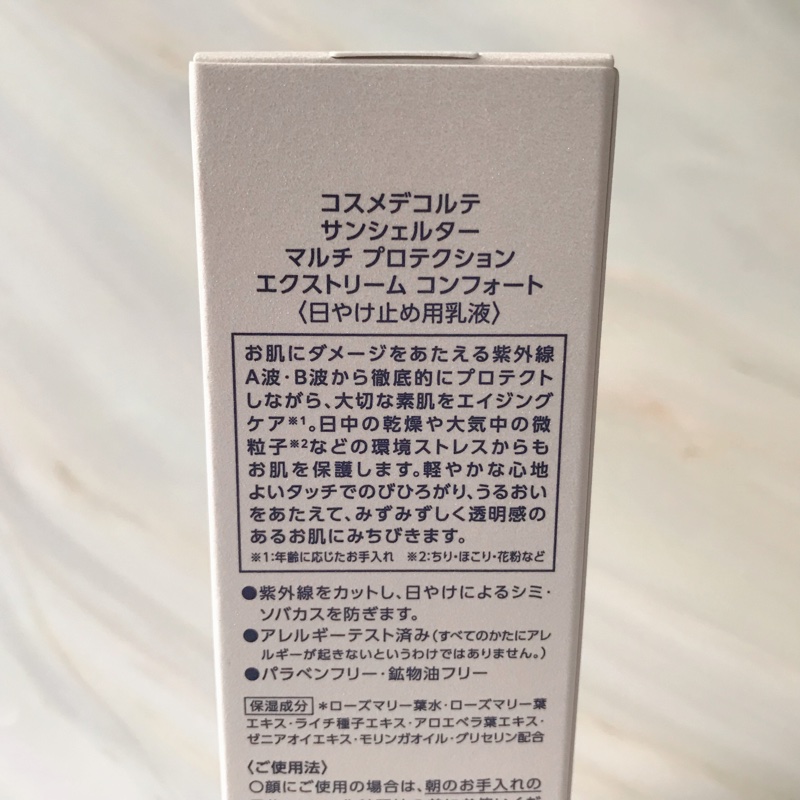 コスメデコルテ
サンシェルター
マルチ プロテクション
エクストリーム コンフォート
〈日やけ止め用乳液〉
お肌にダメージをあたえる紫外線
A波・B波から徹底的にプロテクト
しながら、大切な素肌をエイジング
ケア※1。日中の乾燥や大気中の微
粒子※2などの環境ストレスからも
お肌を保護します。軽やかな心地
よいタッチでのびひろがり、うるおい
をあたえて、みずみずしく透明感の
あるお肌にみちびきます。
※1:年齢に応じたお手入れ ※2:ちり・ほこり・花粉など
●紫外線をカットし、日やけによるシミ・
ソバカスを防ぎます。
●アレルギーテスト済み(すべてのかたにアレ
ルギーが起きないというわけではありません。)
●パラベンフリー・鉱物油フリー
保湿成分 *ローズマリー葉水・ローズマリー葉
エキス・ライチ種子エキス・アロエベラ葉エキス・
ゼニアオイエキス・モリンガオイル・グリセリン配合
〈ご使用法〉
○顔にご使用の場合は、朝のお手入れの